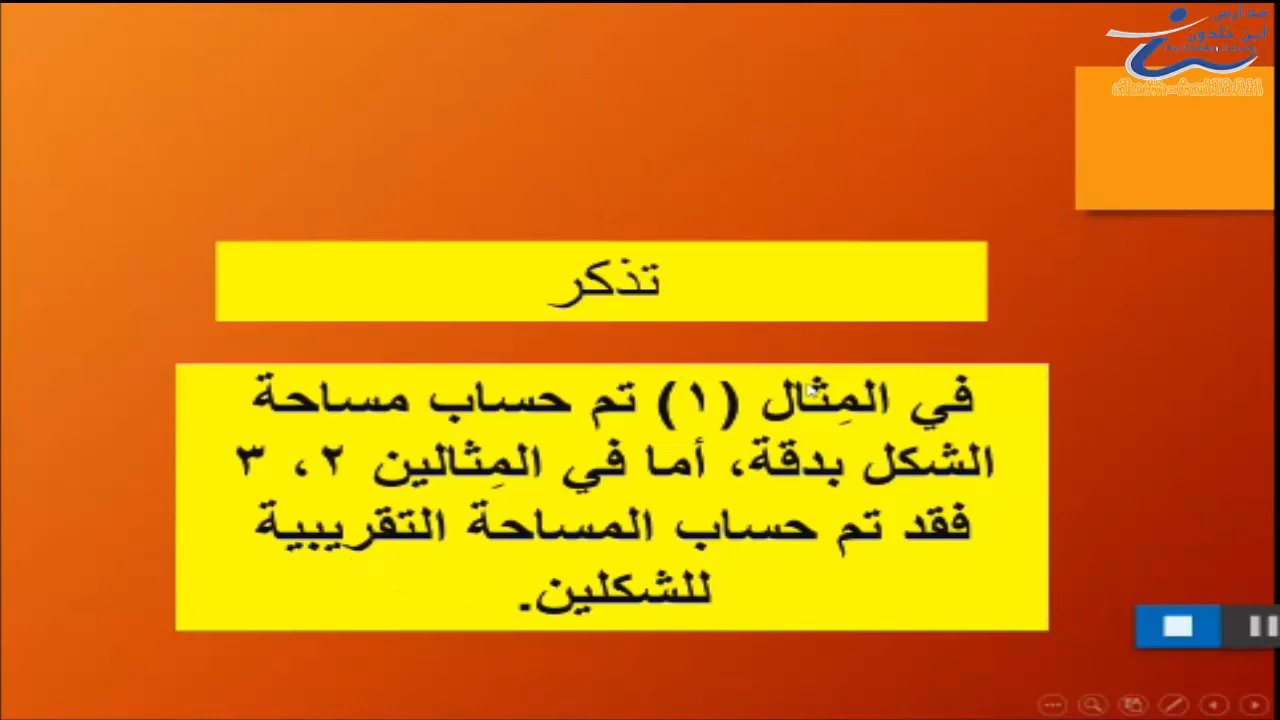 مدارس
ابن خلدون
تذكر
في المِثال (١) تم حساب مساحة
الشكل بدقة، أما في المِثالين ٢، ٣
فقد تم حساب المساحة التقريبية
للشكلين.